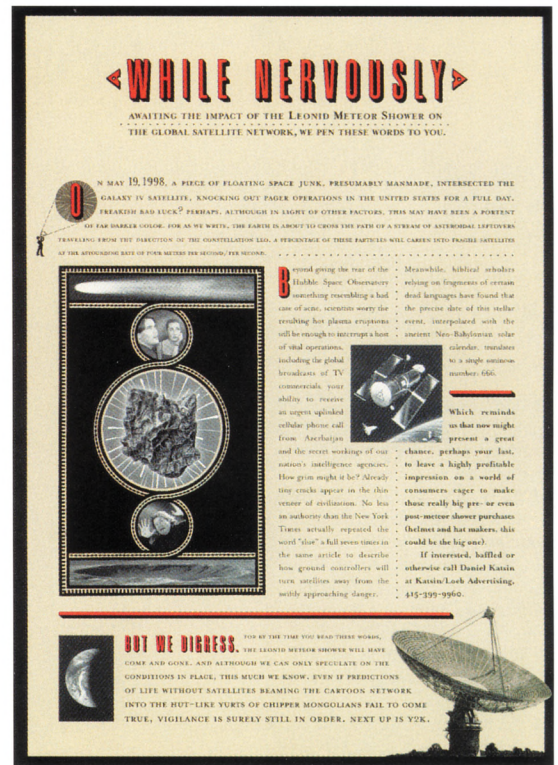 WHILE NERVOUSLY
AWAITING THE IMPACT OF THE LEONID METEOR SHOWER ON
THE GLOBAL SATELLITE NETWORK, WE PEN THESE WORDS TO YOU.
ON MAY 19, 1998, A PIECE OF FLOATING SPACE JUNK, PRESUMABLY MANMADE, INTERSECTED THE
GALAXY IV SATELLITE, KNOCKING OUT PAGER OPERATIONS IN THE UNITED STATES FOR A FULL DAY.
FREAKISH BAD LUCK? PERHAPS, ALTHOUGH IN LIGHT OF OTHER FACTORS, THIS MAY HAVE BEEN A PORTENT
OF FAR DARKER COLOR. FOR AS WE WRITE, THE EARTH IS ABOUT TO CROSS THE PATH OF A STREAM OF ASTEROIDAL LEFTOVERS
TRAVELING FROM THE DIRECTION OF THE CONSTELLATION LEO. A PERCENTAGE OF THESE PARTICLES WILL CAREEN INTO FRAGILE SATELLITES
AT THE ASTOUNDING RATE OF FOUR METERS PER SECOND/PER SECOND.
Beyond giving the rear of the
Hubble Space Observatory
something resembling a bad
case of acne, scientists worry the
resulting hot plasma eruptions
will be enough to interrupt a host
of vital operations,
including the global
broadcasts of TV
commercials, your
ability to receive
an urgent uplinked
cellular phone call
from Azerbaijan
and the secret workings of our
nation's intelligence agencies.
How grim might it be? Already
tiny cracks appear in the thin
veneer of civilization. No less
an authority than the New York
Times actually repeated the
word "slew" a full seven times in
the same article to describe
how ground controllers will
turn satellites away from the
swiftly approaching danger.
Meanwhile, biblical scholars
relying on fragments of certain
dead languages have found that
the precise date of this stellar
event, interpolated with the
ancient Neo-Babylonian solar
calendar, translates
to a single ominous
number: 666.
Which reminds
us that now might
present a great
chance, perhaps your last,
to leave a highly profitable
impression on a world of
consumers eager to make
those really big pre- or even
post-meteor shower purchases
(helmet and hat makers, this
could be the big one).
If interested, baffled or
otherwise call Daniel Katsin
at Katsin/Loeb Advertising,
415-399-9960.
BUT WE DIGRESS, FOR BY THE TIME YOU READ THESE WORDS,
THE LEONID METEOR SHOWER WILL HAVE
COME AND GONE. AND ALTHOUGH WE CAN ONLY SPECULATE ON THE
CONDITIONS IN PLACE, THIS MUCH WE KNOW. EVEN IF PREDICTIONS
OF LIFE WITHOUT SATELLITES BEAMING THE CARTOON NETWORK
INTO THE HUT-LIKE YURTS OF CHIPPER MONGOLIANS FAIL TO COME
TRUE, VIGILANCE IS SURELY STILL IN ORDER. NEXT UP IS Y2K.